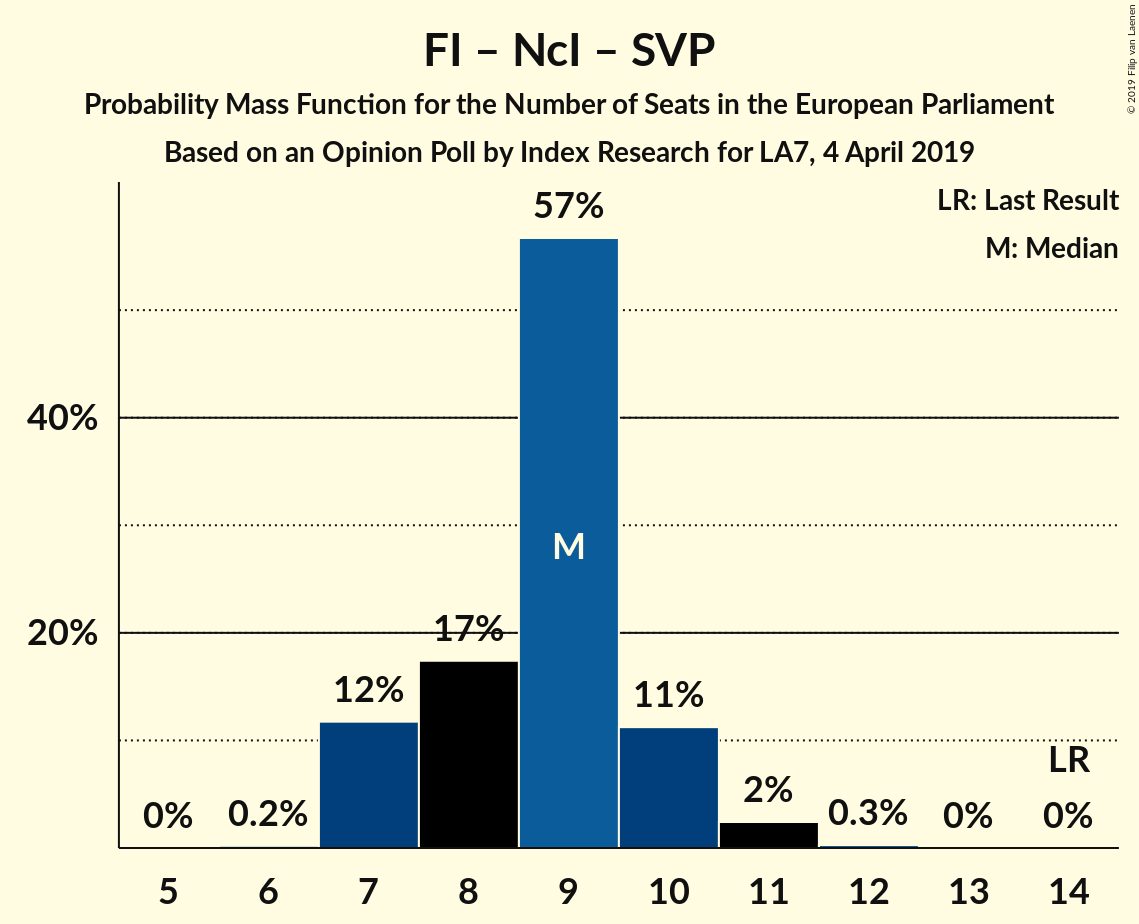 FI – NcI – SVP
Probability Mass Function for the Number of Seats in the European Parliament
Based on an Opinion Poll by Index Research for LA7, 4 April 2019
© 2019 Filip van Laenen
LR: Last Result
M: Median
57%
40%
M
20%
17%
12%
11%
LR
0%
0.2%
2%
0.3%
0%
0%
5 6 7 8 9 10 11 12 13 14